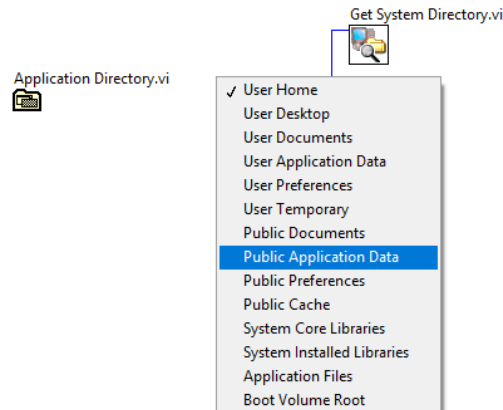 Get System Directory.vi
Application Directory.vi
✓ User Home
User Desktop
User Documents
User Application Data
User Preferences
User Temporary
Public Documents
Public Application Data
Public Preferences
Public Cache
System Core Libraries
System Installed Libraries
Application Files
Boot Volume Root